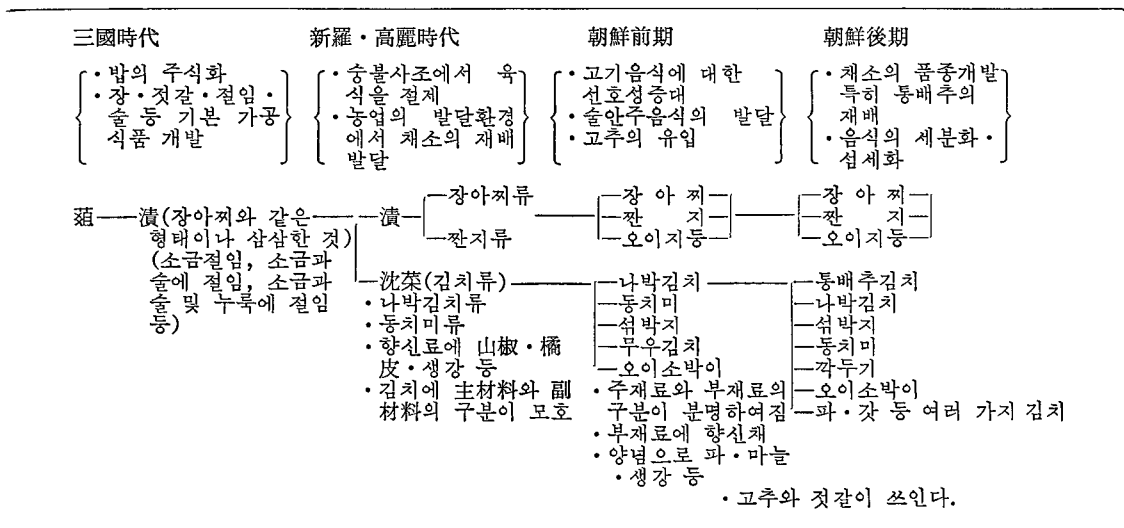 三國時代 新羅・高麗時代 朝鮮前期 朝鮮後期
・밥의 주식화
・장・젓갈・절임・
술 등 기본 가공
식품 개발
・숭불사조에서 육
식을 절제
・농업의 발달환경
에서 채소의 재배
발달
・고기음식에 대한
선호성증대
・술안주음식의 발달
・고추의 유입
・채소의 품종개발
특히 통배추의
재배
・음식의 세분화・
섬세화
菹―漬(장아찌와 같은
형태이나 삼삼한 것)
(소금절임, 소금과
술에 절임, 소금과
술 및 누룩에 절임
등)
漬
장아찌류
짠지류
장 아 찌
짠 지
오이지등
장 아 찌
짠 지
오이지등
沈菜(김치류)
・나박김치류
・동치미류
・향신료에 山椒・橘
皮・생강 등
・김치에 主材料와 副
材料의 구분이 모호
나박김치
동치미
섞박지
무우김치
오이소박이
・주재료와 부재료의
구분이 분명하여짐
・부재료에 향신채
・양념으로 파・마늘
・생강 등
통배추김치
나박김치
섞박지
동치미
깍두기
오이소박이
파・갓 등 여러 가지 김치
・고추와 젓갈이 쓰인다.